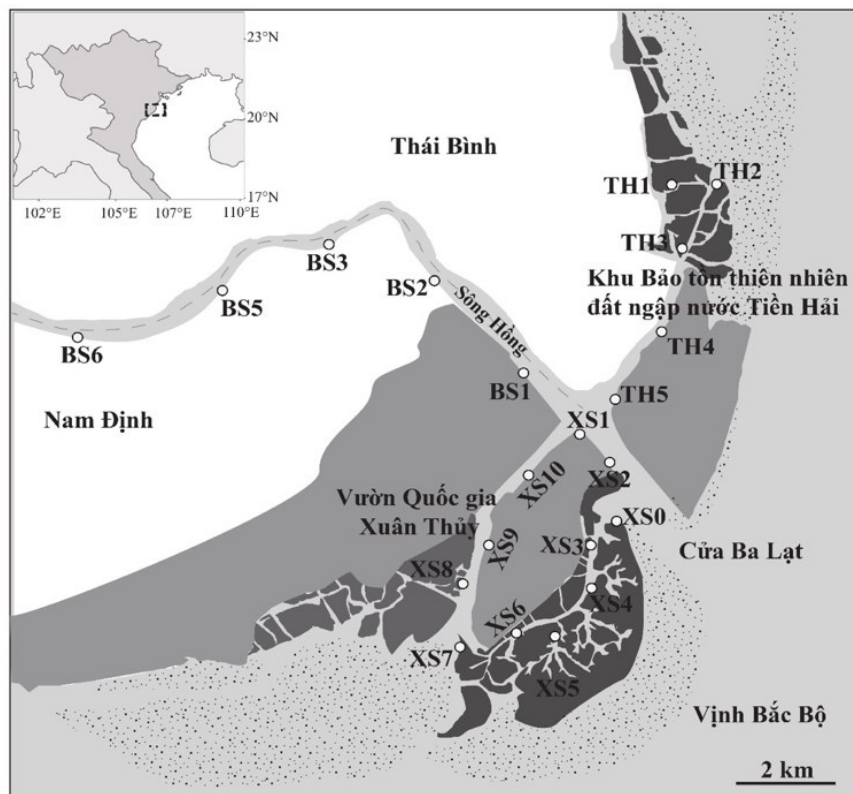 23°N
20°N
17°N
102°E
105°E
107°E
110°E
Thái Bình
TH1
TH2
TH3
Khu Bảo tồn thiên nhiên
đất ngập nước Tiền Hải
BS3
BS2
BS5
BS6
Sông Hồng
TH4
BS1
TH5
Nam Định
XS1
XS2
XS10
Vườn Quốc gia
Xuân Thủy
XS0
XS9
XS3
Cửa Ba Lạt
XS8
XS4
XS6
XS7
XS5
Vịnh Bắc Bộ
2 km